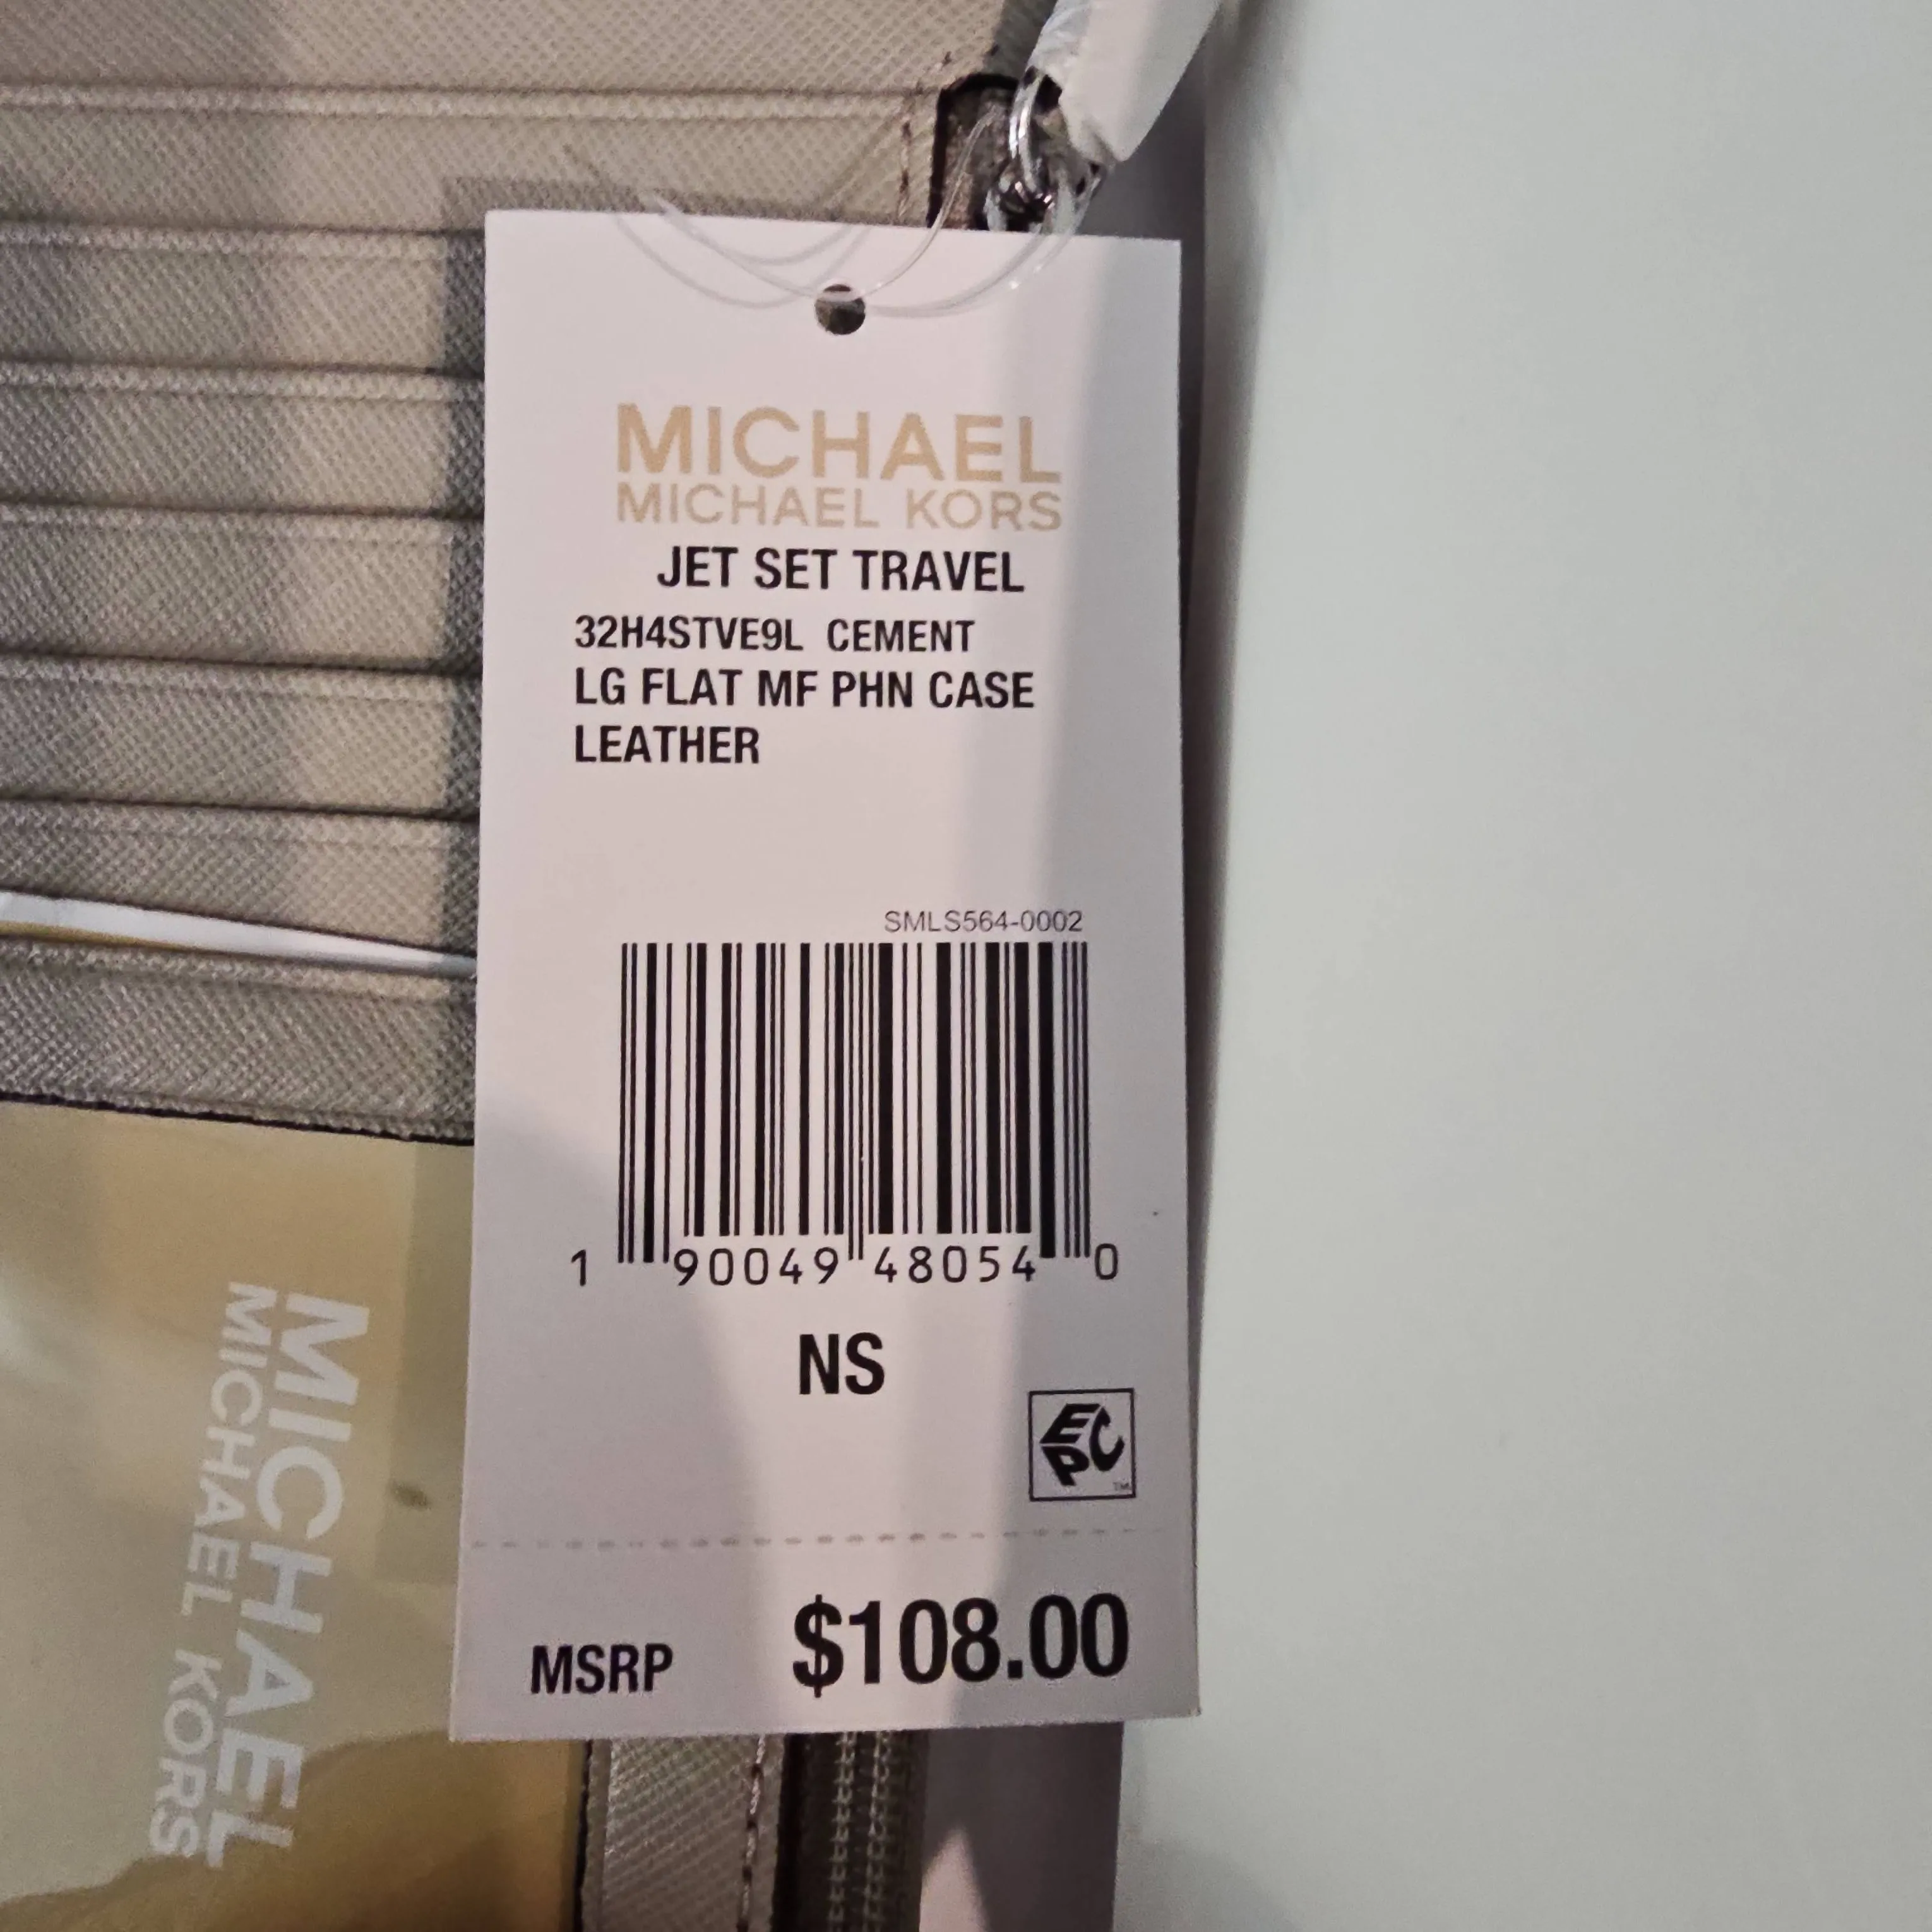 MICHAEL
MICHAEL KORS
JET SET TRAVEL
32H4STVE9L CEMENT
LG FLAT MF PHN CASE
LEATHER
SMLS564-0002
1 90049 48054 0
NS
EPC
TM
MSRP $108.00
MICHAEL
MICHAEL KORS